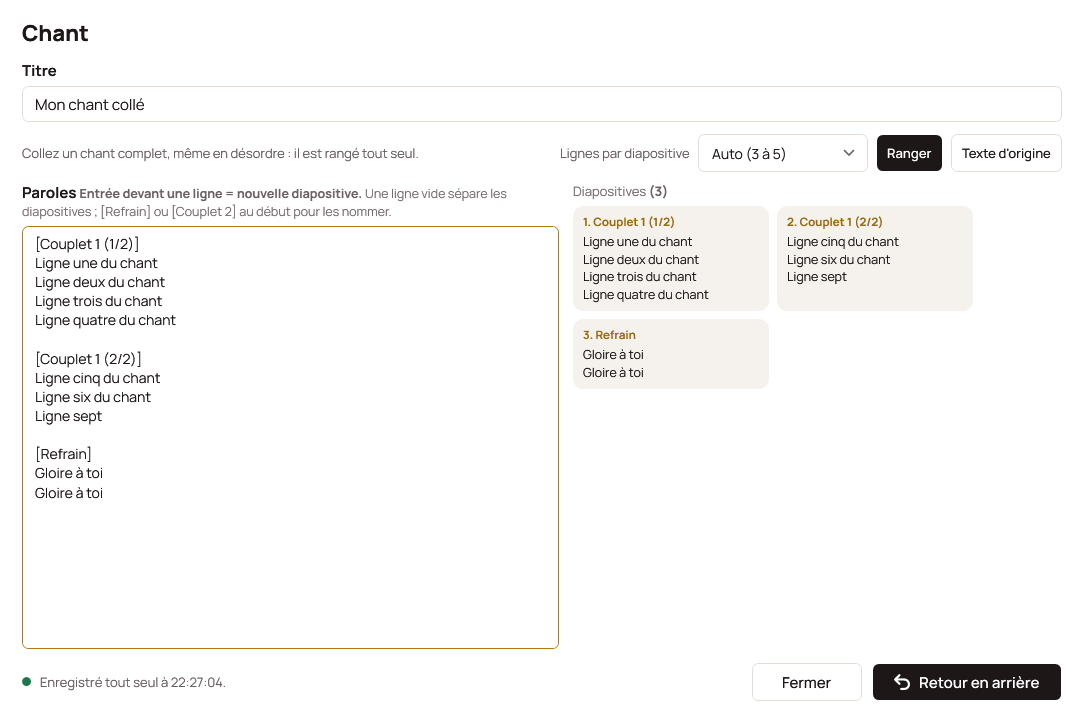 Chant
Titre
Mon chant collé
Collez un chant complet, même en désordre : il est rangé tout seul.
Lignes par diapositive
Auto (3 à 5)
Ranger
Texte d'origine
Paroles Entrée devant une ligne = nouvelle diapositive. Une ligne vide sépare les
diapositives ; [Refrain] ou [Couplet 2] au début pour les nommer.
[Couplet 1 (1/2)]
Ligne une du chant
Ligne deux du chant
Ligne trois du chant
Ligne quatre du chant
[Couplet 1 (2/2)]
Ligne cinq du chant
Ligne six du chant
Ligne sept
[Refrain]
Gloire à toi
Gloire à toi
Diapositives (3)
1. Couplet 1 (1/2)
Ligne une du chant
Ligne deux du chant
Ligne trois du chant
Ligne quatre du chant
2. Couplet 1 (2/2)
Ligne cinq du chant
Ligne six du chant
Ligne sept
3. Refrain
Gloire à toi
Gloire à toi
Enregistré tout seul à 22:27:04.
Fermer
Retour en arrière